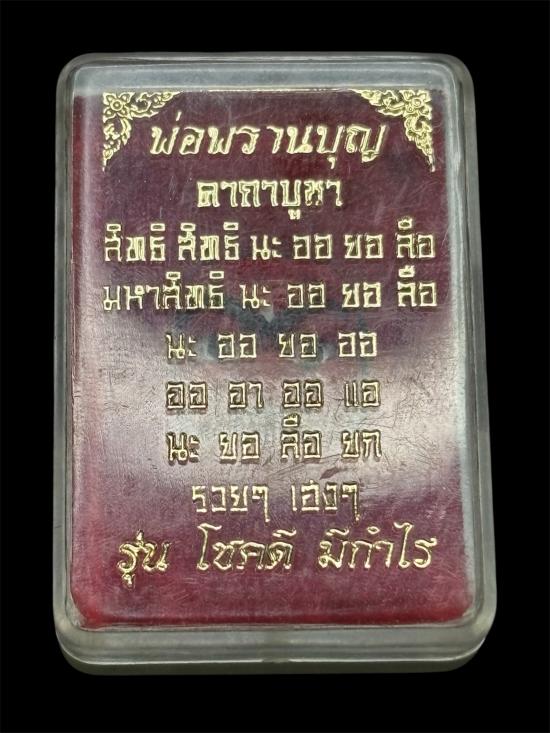 พ่อพรานบุญ
คาถาบูชา
สิทธิ สิทธิ นะ ออ ยอ ลือ
มหาสิทธิ นะ ออ ยอ ลือ
นะ ออ ยอ ออ
ออ อา ออ แอ
นะ ยอ ลือ ยก
รวยๆ เฮงๆ
รุ่น โชคดี มีกำไร